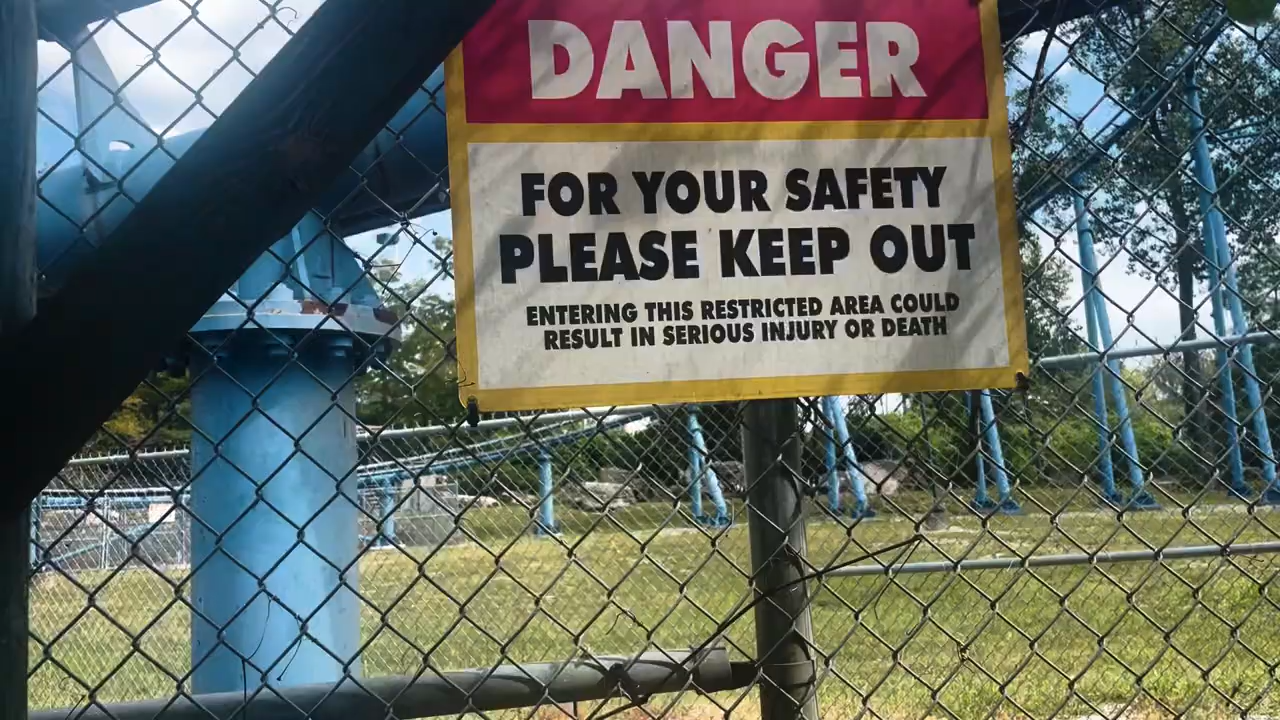 DANGER
FOR YOUR SAFETY
PLEASE KEEP OUT
ENTERING THIS RESTRICTED AREA COULD
RESULT IN SERIOUS INJURY OR DEATH